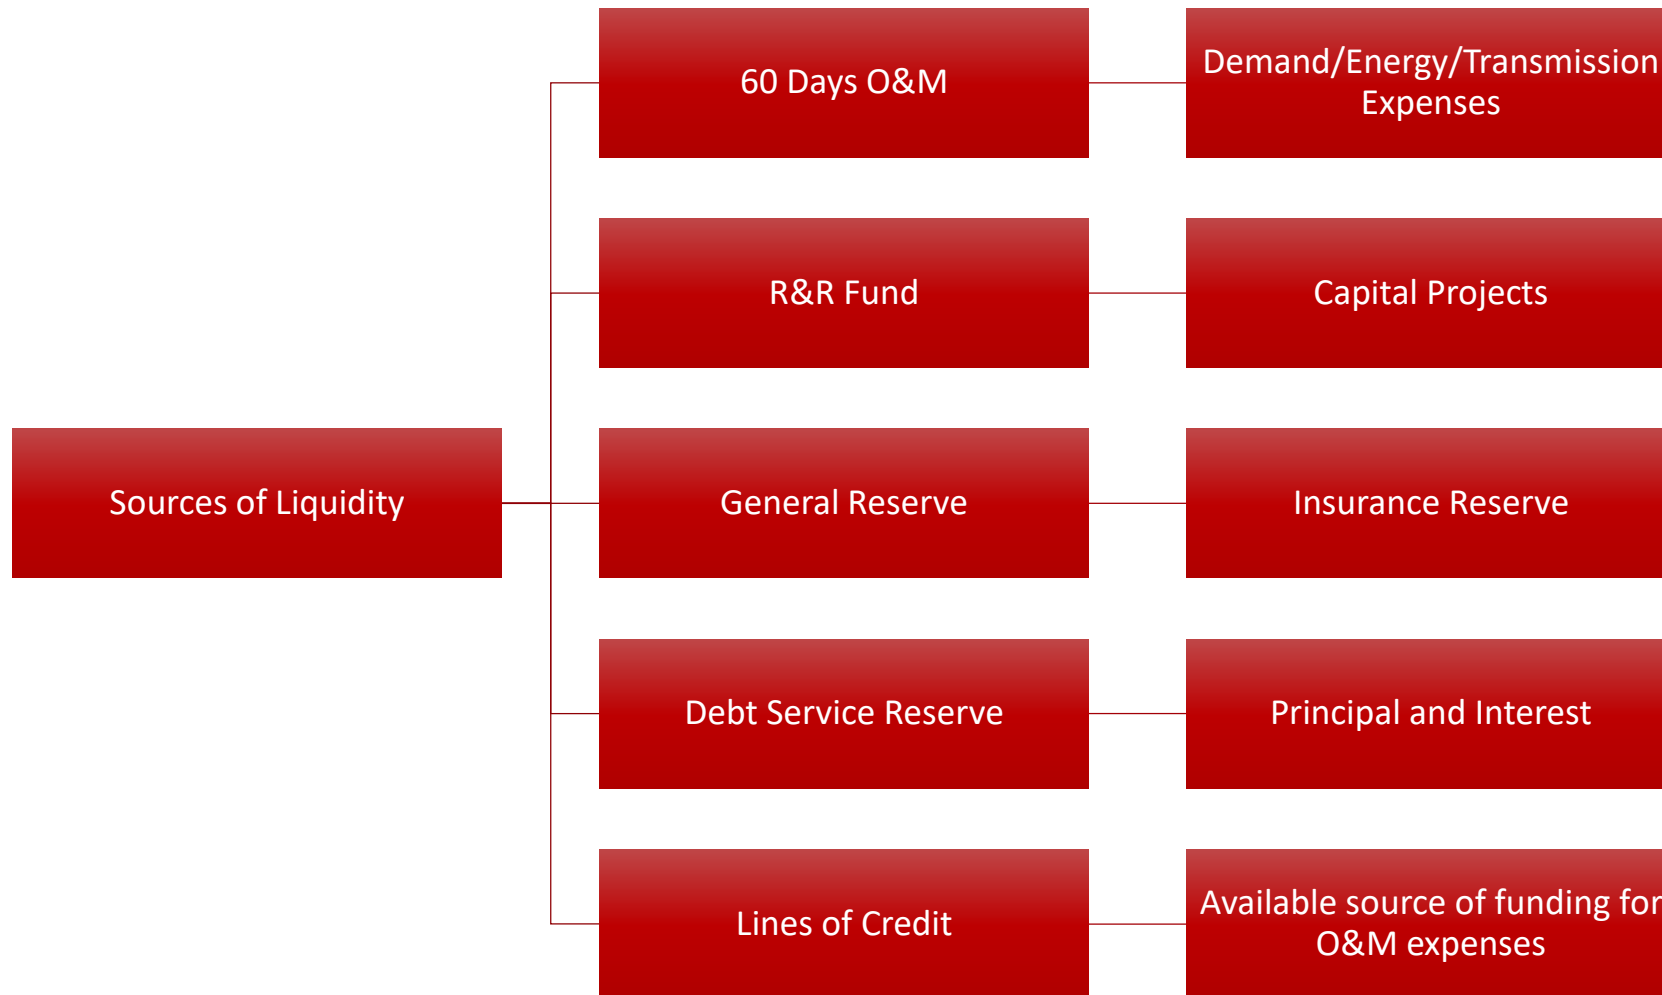 60 Days O&M
Demand/Energy/Transmission
Expenses
R&R Fund
Capital Projects
Sources of Liquidity
General Reserve
Insurance Reserve
Debt Service Reserve
Principal and Interest
Lines of Credit
Available source of funding for
O&M expenses